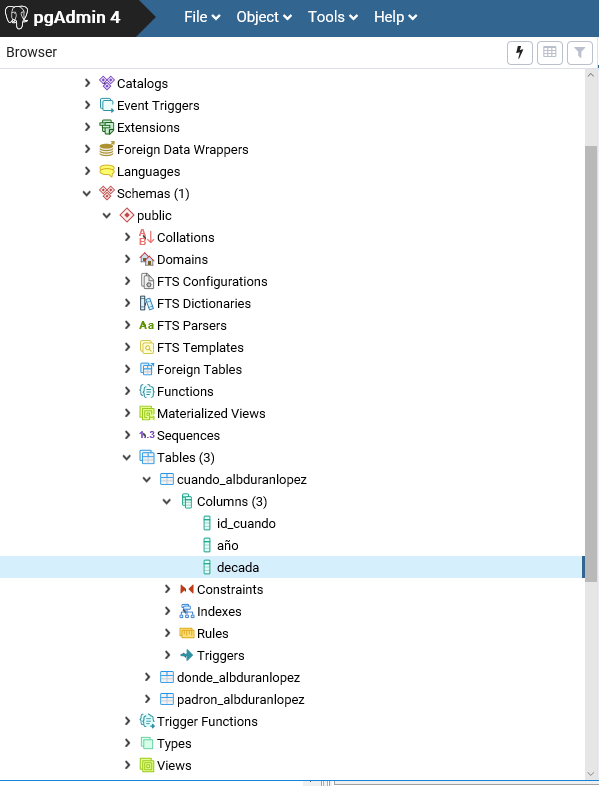 pgAdmin 4 File Object Tools Help
Browser
Catalogs
Event Triggers
Extensions
Foreign Data Wrappers
Languages
Schemas (1)
public
Collations
Domains
FTS Configurations
FTS Dictionaries
Aa FTS Parsers
FTS Templates
Foreign Tables
Functions
Materialized Views
1..3 Sequences
Tables (3)
cuando_albduranlopez
Columns (3)
id_cuando
año
decada
Constraints
Indexes
Rules
Triggers
donde_albduranlopez
padron_albduranlopez
Trigger Functions
Types
Views